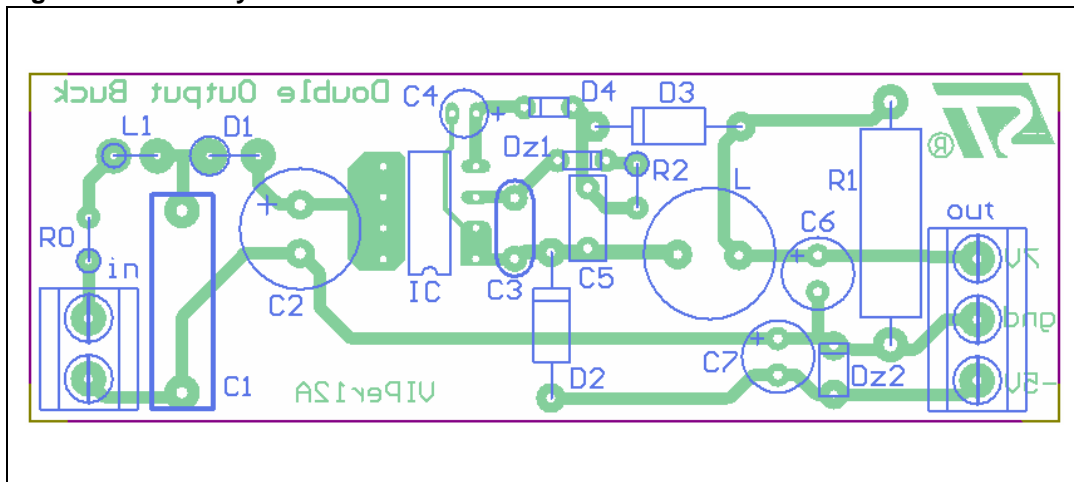 Double Output Buck
C4
D4
D3
L1
D1
Dz1
R2
L
R1
®
out
+
+
R0
in
C2
IC
C3
C5
C6
+
7V
gnd
C1
VIPer12A
D2
C7
+
Dz2
-5V